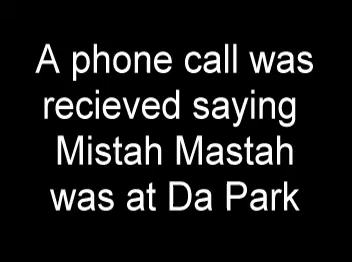 A phone call was
recieved saying
Mistah Mastah
was at Da Park